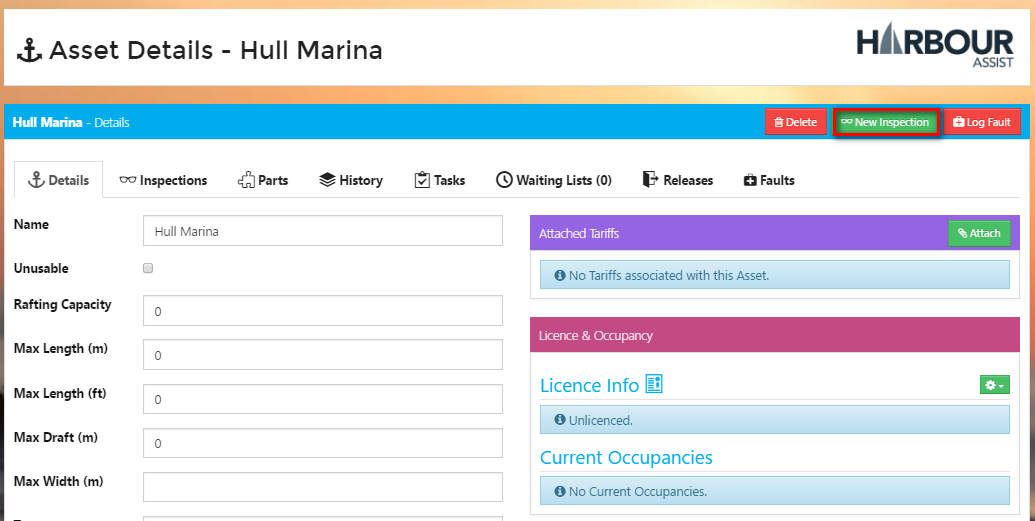 Asset Details - Hull Marina
HARBOUR
ASSIST
Hull Marina - Details
Delete
New Inspection
Log Fault
Details
Inspections
Parts
History
Tasks
Waiting Lists (0)
Releases
Faults
Name
Hull Marina
Unusable
Rafting Capacity
0
Max Length (m)
0
Max Length (ft)
0
Max Draft (m)
0
Max Width (m)
Attached Tariffs
Attach
No Tariffs associated with this Asset.
Licence & Occupancy
Licence Info
Unlicenced.
Current Occupancies
No Current Occupancies.